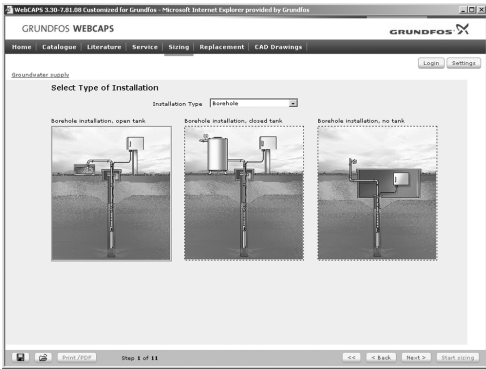 WebCAPS 3.30-7.81.08 Customized for Grundfos - Microsoft Internet Explorer provided by Grundfos
GRUNDFOS WEBCAPS
GRUNDFOS
Home Catalogue Literature Service Sizing Replacement CAD Drawings
Login Settings
Groundwater supply
Select Type of Installation
Installation Type Borehole
Borehole installation, open tank Borehole installation, closed tank Borehole installation, no tank
Print/PDF Step 1 of 11 << < Back Next > Start sizing